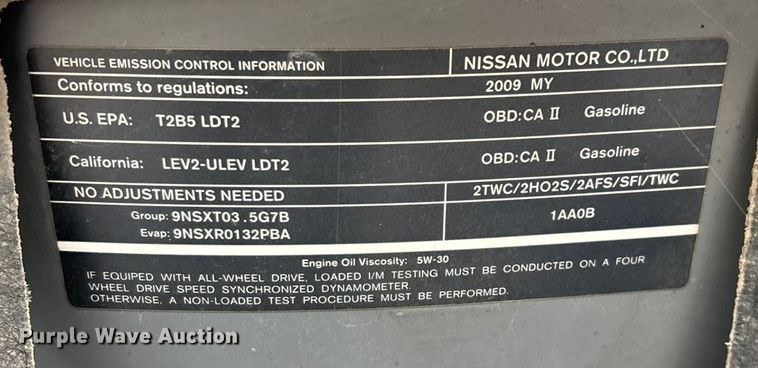 VEHICLE EMISSION CONTROL INFORMATION NISSAN MOTOR CO.,LTD
Conforms to regulations: 2009 MY
U.S. EPA: T2B5 LDT2 OBD:CA II Gasoline
California: LEV2-ULEV LDT2 OBD:CA II Gasoline
NO ADJUSTMENTS NEEDED 2TWC/2HO2S/2AFS/SFI/TWC
Group: 9NSXT03.5G7B 1AA0B
Evap: 9NSXR0132PBA
Engine Oil Viscosity: 5W-30
IF EQUIPED WITH ALL-WHEEL DRIVE, LOADED I/M TESTING MUST BE CONDUCTED ON A FOUR
WHEEL DRIVE SPEED SYNCHRONIZED DYNAMOMETER.
OTHERWISE, A NON-LOADED TEST PROCEDURE MUST BE PERFORMED.
Purple Wave Auction